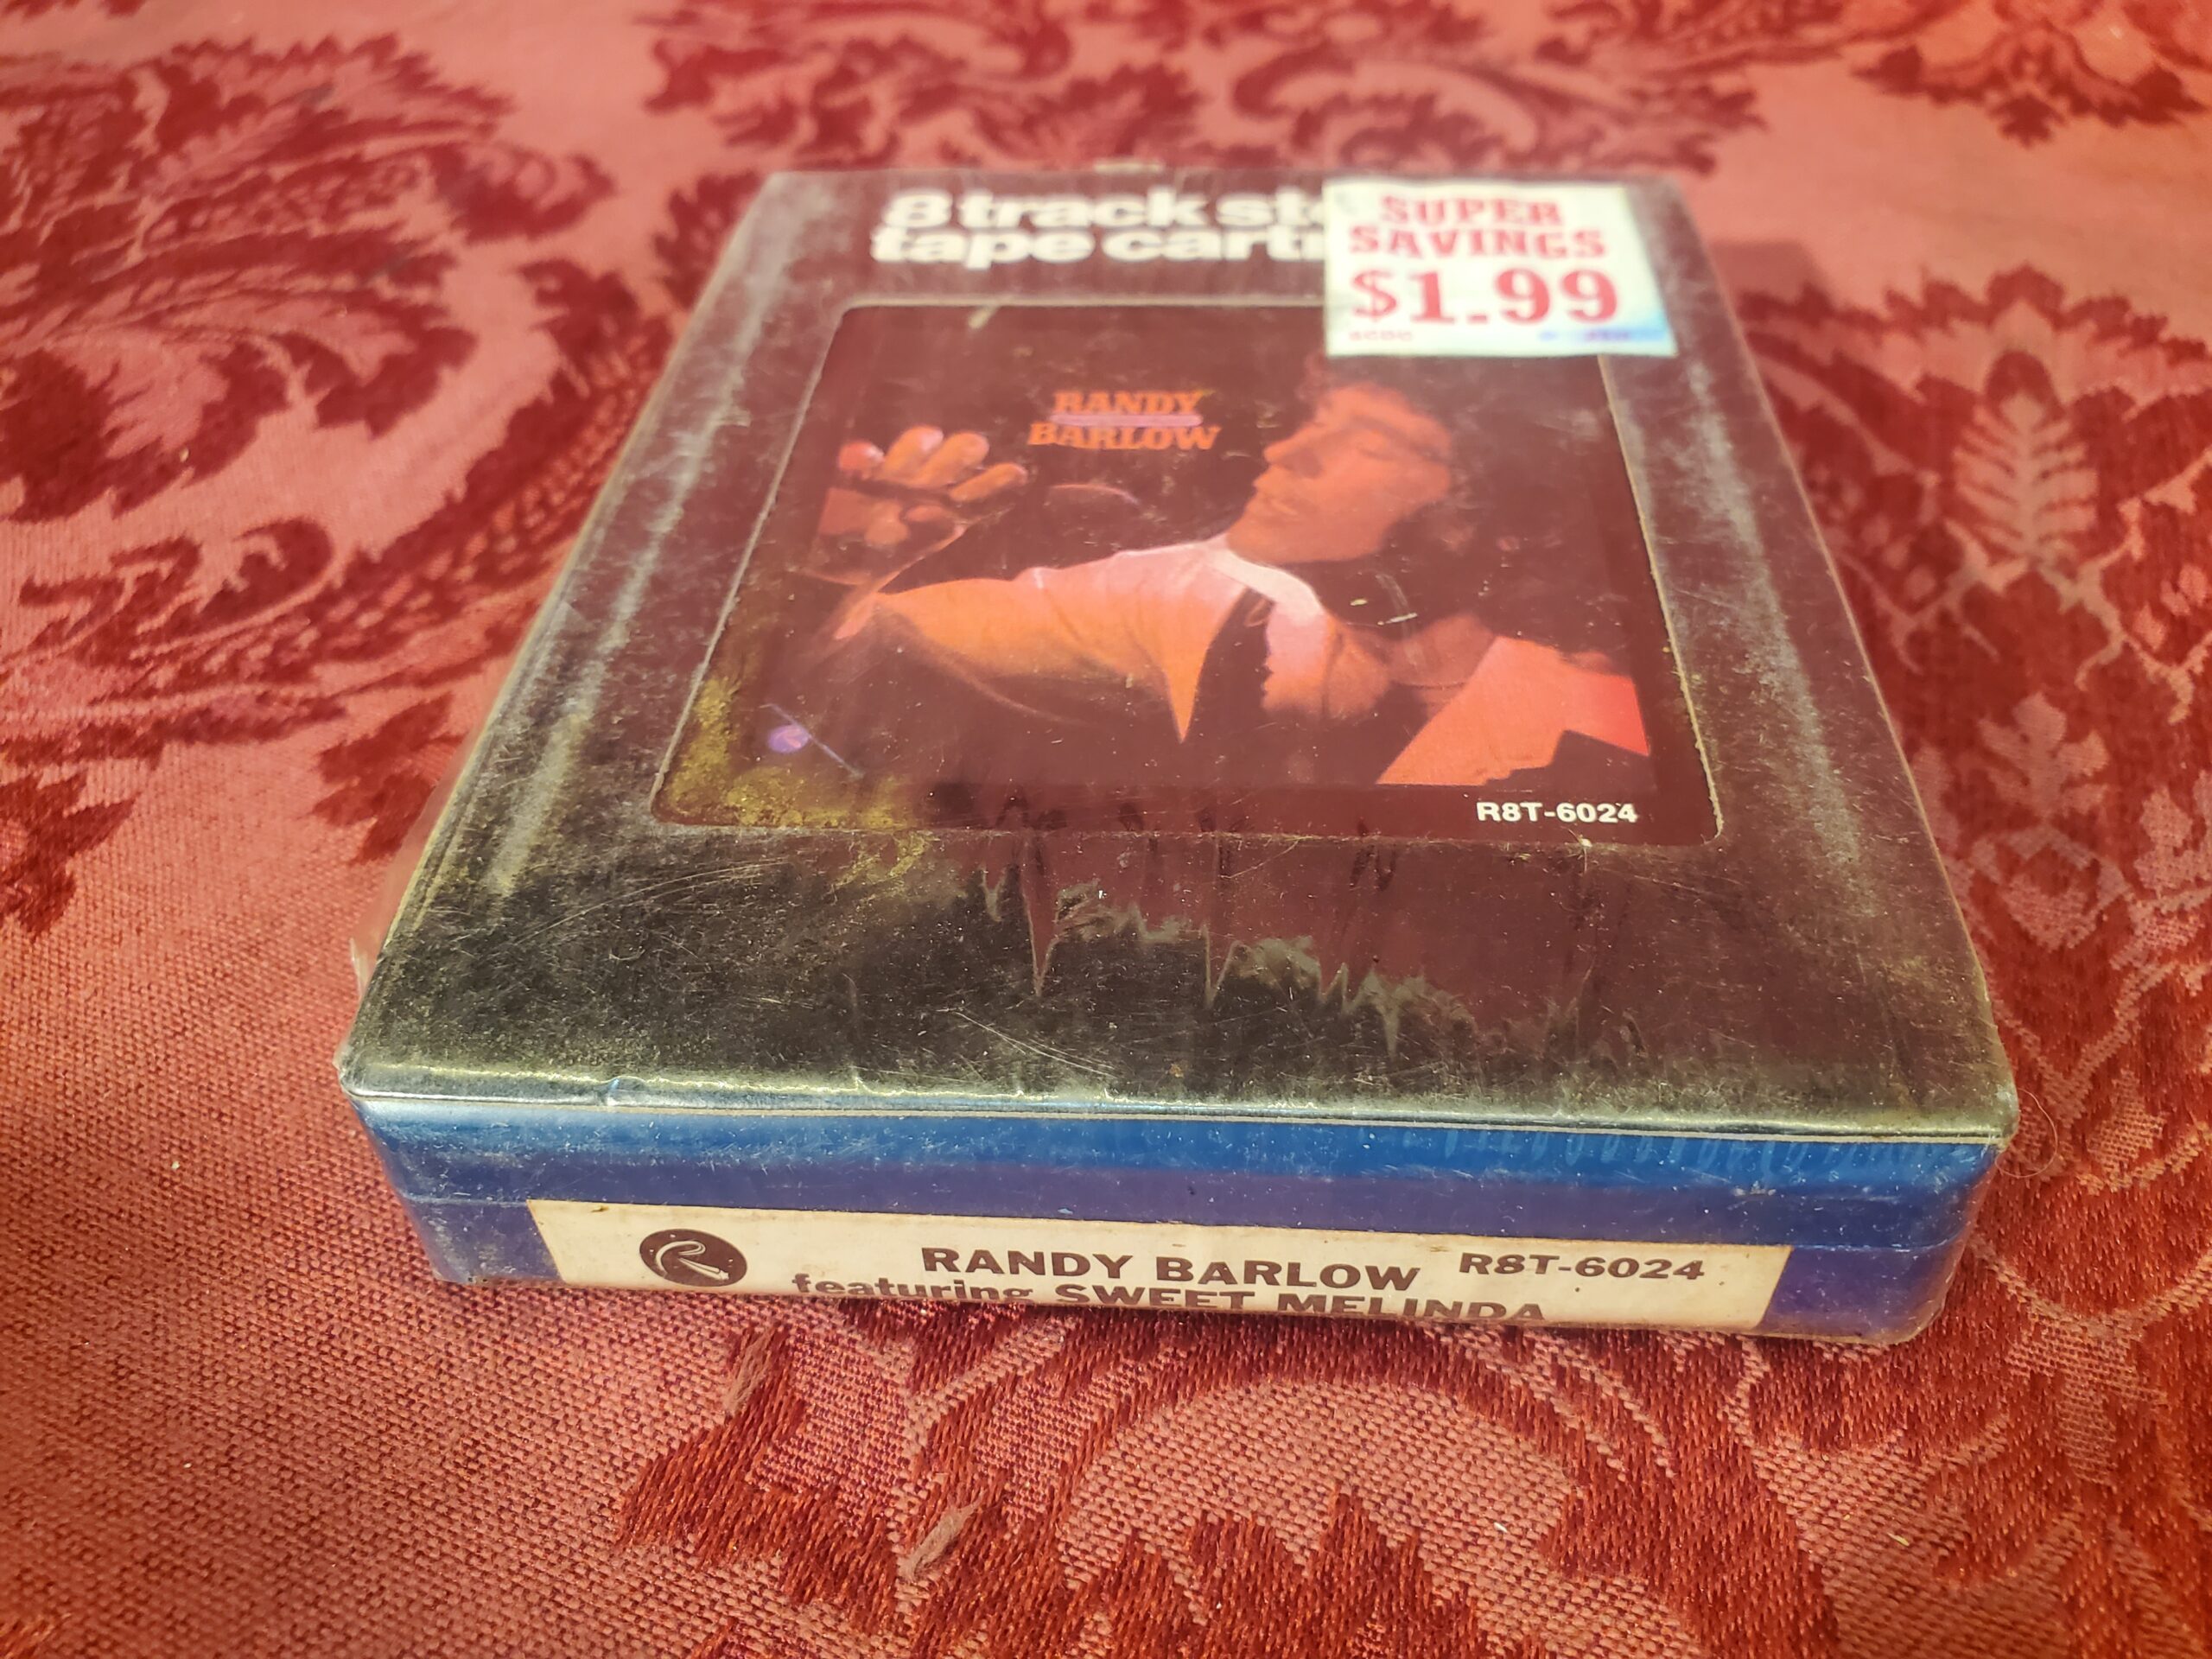 8 track ste
tape cart
SUPER
SAVINGS
$1.99
RANDY
BARLOW
R8T-6024
RANDY BARLOW R8T-6024
featuring SWEET MELINDA